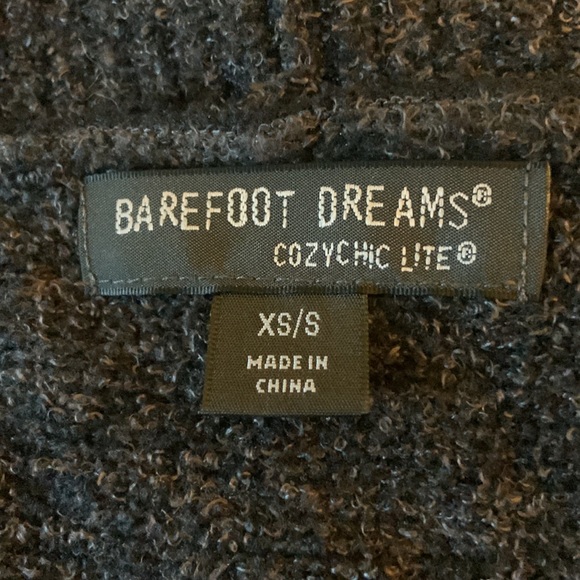 BAREFOOT DREAMS®
COZYCHIC LITE®
XS/S
MADE IN
CHINA